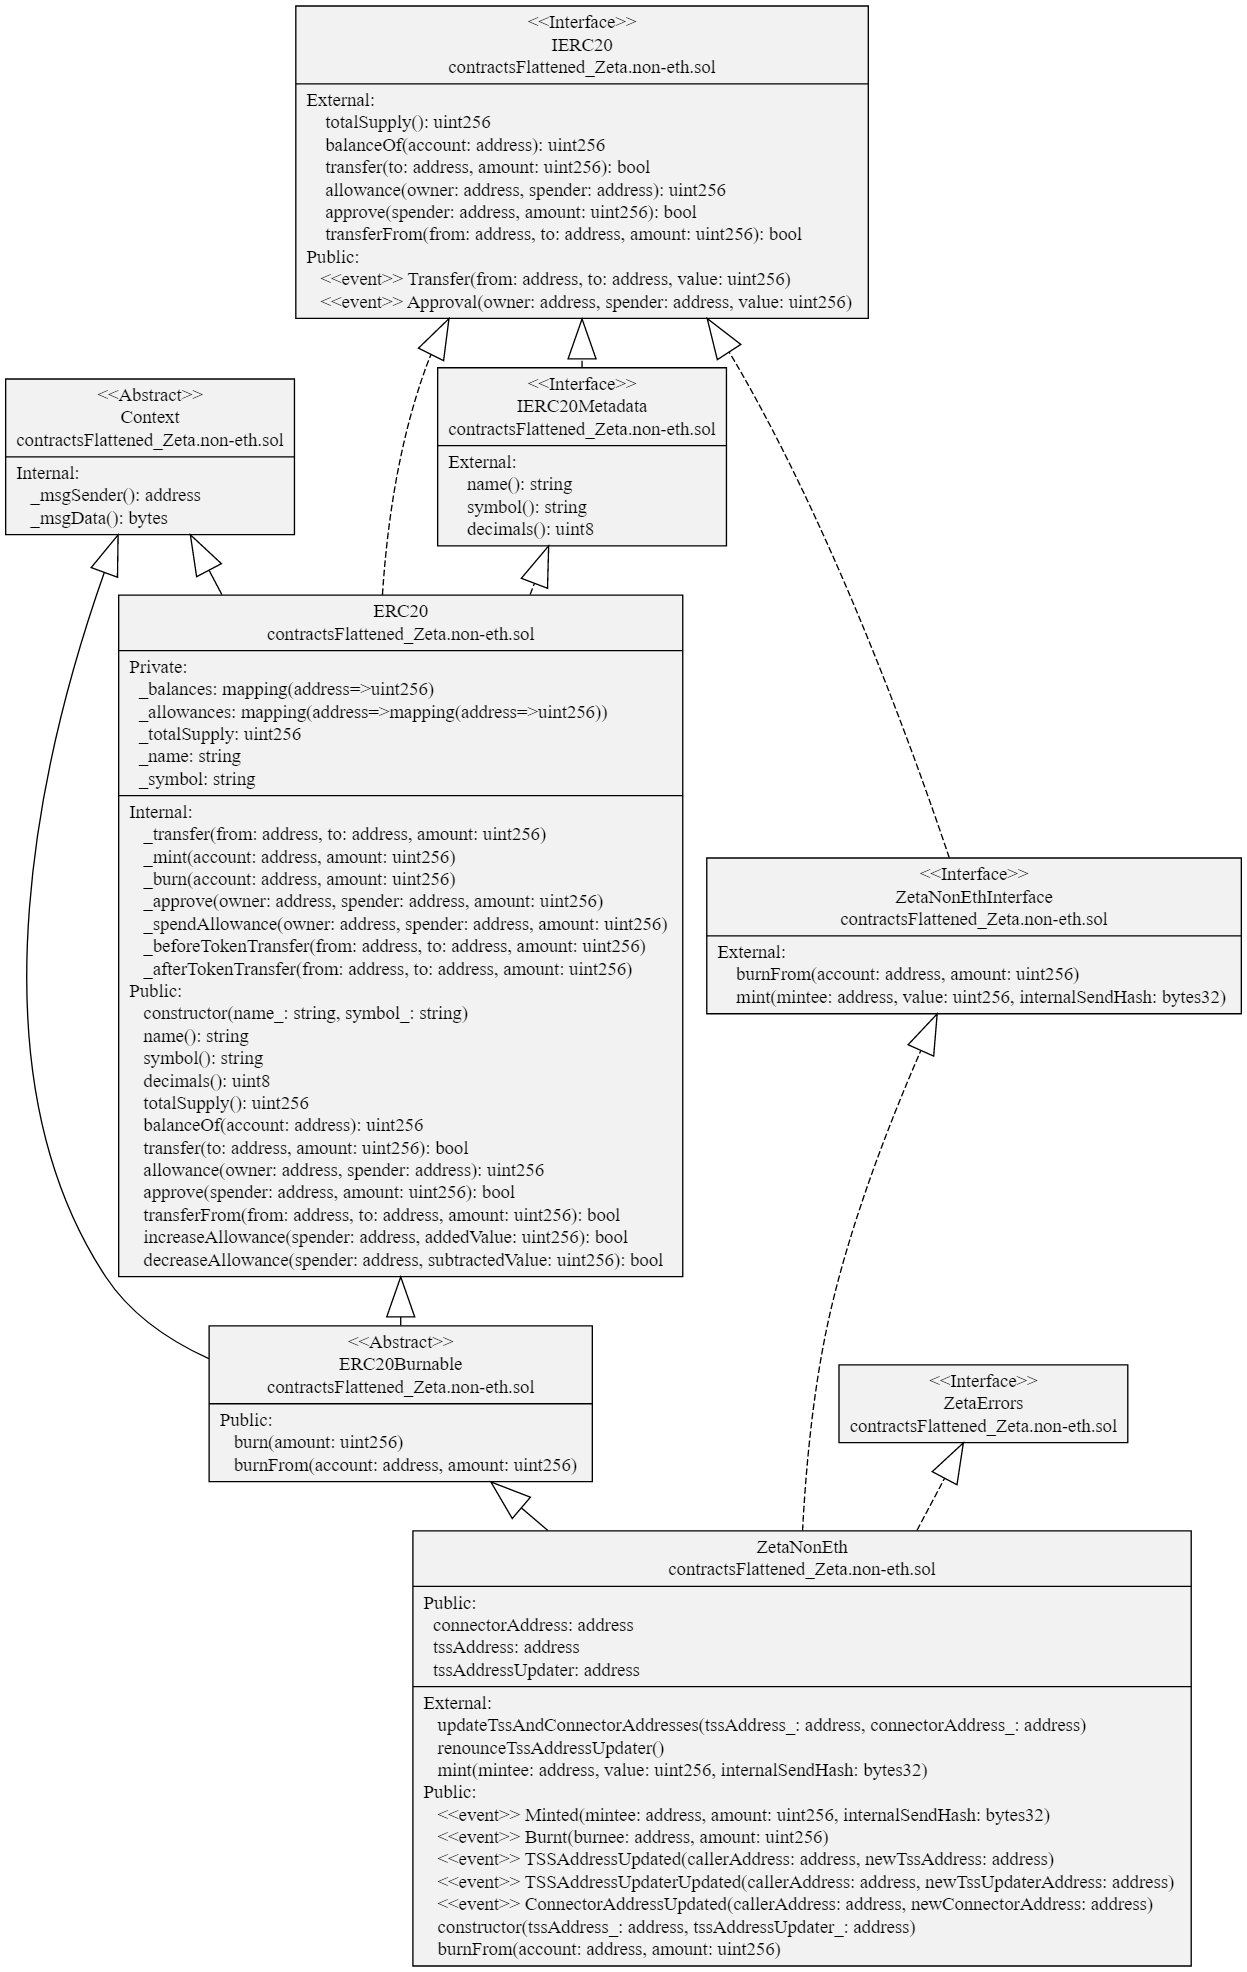 <<Interface>>
IERC20
contractsFlattened_Zeta.non-eth.sol
External:
totalSupply(): uint256
balanceOf(account: address): uint256
transfer(to: address, amount: uint256): bool
allowance(owner: address, spender: address): uint256
approve(spender: address, amount: uint256): bool
transferFrom(from: address, to: address, amount: uint256): bool
Public:
<<event>> Transfer(from: address, to: address, value: uint256)
<<event>> Approval(owner: address, spender: address, value: uint256)
<<Abstract>>
Context
contractsFlattened_Zeta.non-eth.sol
Internal:
_msgSender(): address
_msgData(): bytes
<<Interface>>
IERC20Metadata
contractsFlattened_Zeta.non-eth.sol
External:
name(): string
symbol(): string
decimals(): uint8
ERC20
contractsFlattened_Zeta.non-eth.sol
Private:
_balances: mapping(address=>uint256)
_allowances: mapping(address=>mapping(address=>uint256))
_totalSupply: uint256
_name: string
_symbol: string
Internal:
_transfer(from: address, to: address, amount: uint256)
_mint(account: address, amount: uint256)
_burn(account: address, amount: uint256)
_approve(owner: address, spender: address, amount: uint256)
_spendAllowance(owner: address, spender: address, amount: uint256)
_beforeTokenTransfer(from: address, to: address, amount: uint256)
_afterTokenTransfer(from: address, to: address, amount: uint256)
Public:
constructor(name_: string, symbol_: string)
name(): string
symbol(): string
decimals(): uint8
totalSupply(): uint256
balanceOf(account: address): uint256
transfer(to: address, amount: uint256): bool
allowance(owner: address, spender: address): uint256
approve(spender: address, amount: uint256): bool
transferFrom(from: address, to: address, amount: uint256): bool
increaseAllowance(spender: address, addedValue: uint256): bool
decreaseAllowance(spender: address, subtractedValue: uint256): bool
<<Interface>>
ZetaNonEthInterface
contractsFlattened_Zeta.non-eth.sol
External:
burnFrom(account: address, amount: uint256)
mint(mintee: address, value: uint256, internalSendHash: bytes32)
<<Abstract>>
ERC20Burnable
contractsFlattened_Zeta.non-eth.sol
Public:
burn(amount: uint256)
burnFrom(account: address, amount: uint256)
<<Interface>>
ZetaErrors
contractsFlattened_Zeta.non-eth.sol
ZetaNonEth
contractsFlattened_Zeta.non-eth.sol
Public:
connectorAddress: address
tssAddress: address
tssAddressUpdater: address
External:
updateTssAndConnectorAddresses(tssAddress_: address, connectorAddress_: address)
renounceTssAddressUpdater()
mint(mintee: address, value: uint256, internalSendHash: bytes32)
Public:
<<event>> Minted(mintee: address, amount: uint256, internalSendHash: bytes32)
<<event>> Burnt(burnee: address, amount: uint256)
<<event>> TSSAddressUpdated(callerAddress: address, newTssAddress: address)
<<event>> TSSAddressUpdaterUpdated(callerAddress: address, newTssUpdaterAddress: address)
<<event>> ConnectorAddressUpdated(callerAddress: address, newConnectorAddress: address)
constructor(tssAddress_: address, tssAddressUpdater_: address)
burnFrom(account: address, amount: uint256)